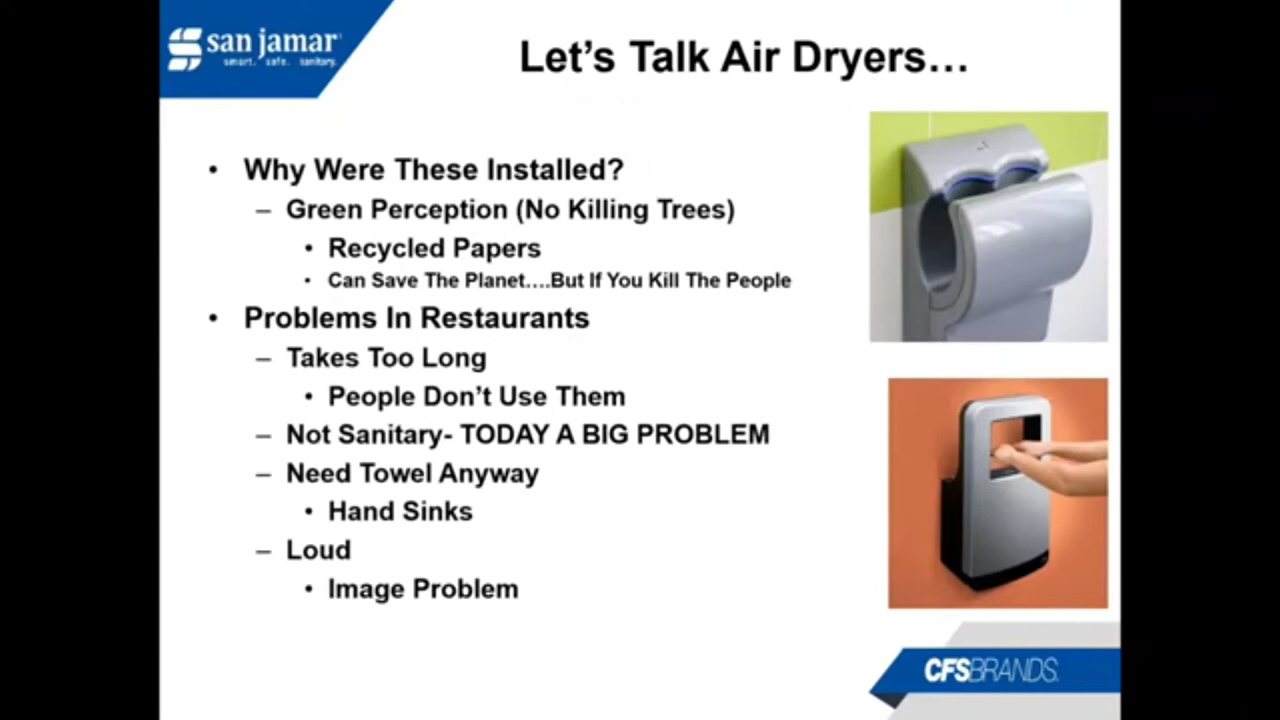 san jamar
smart. safe. sanitary.
Let's Talk Air Dryers…
• Why Were These Installed?
– Green Perception (No Killing Trees)
• Recycled Papers
• Can Save The Planet….But If You Kill The People
• Problems In Restaurants
– Takes Too Long
• People Don't Use Them
– Not Sanitary- TODAY A BIG PROBLEM
– Need Towel Anyway
• Hand Sinks
– Loud
• Image Problem
CFSBRANDS.